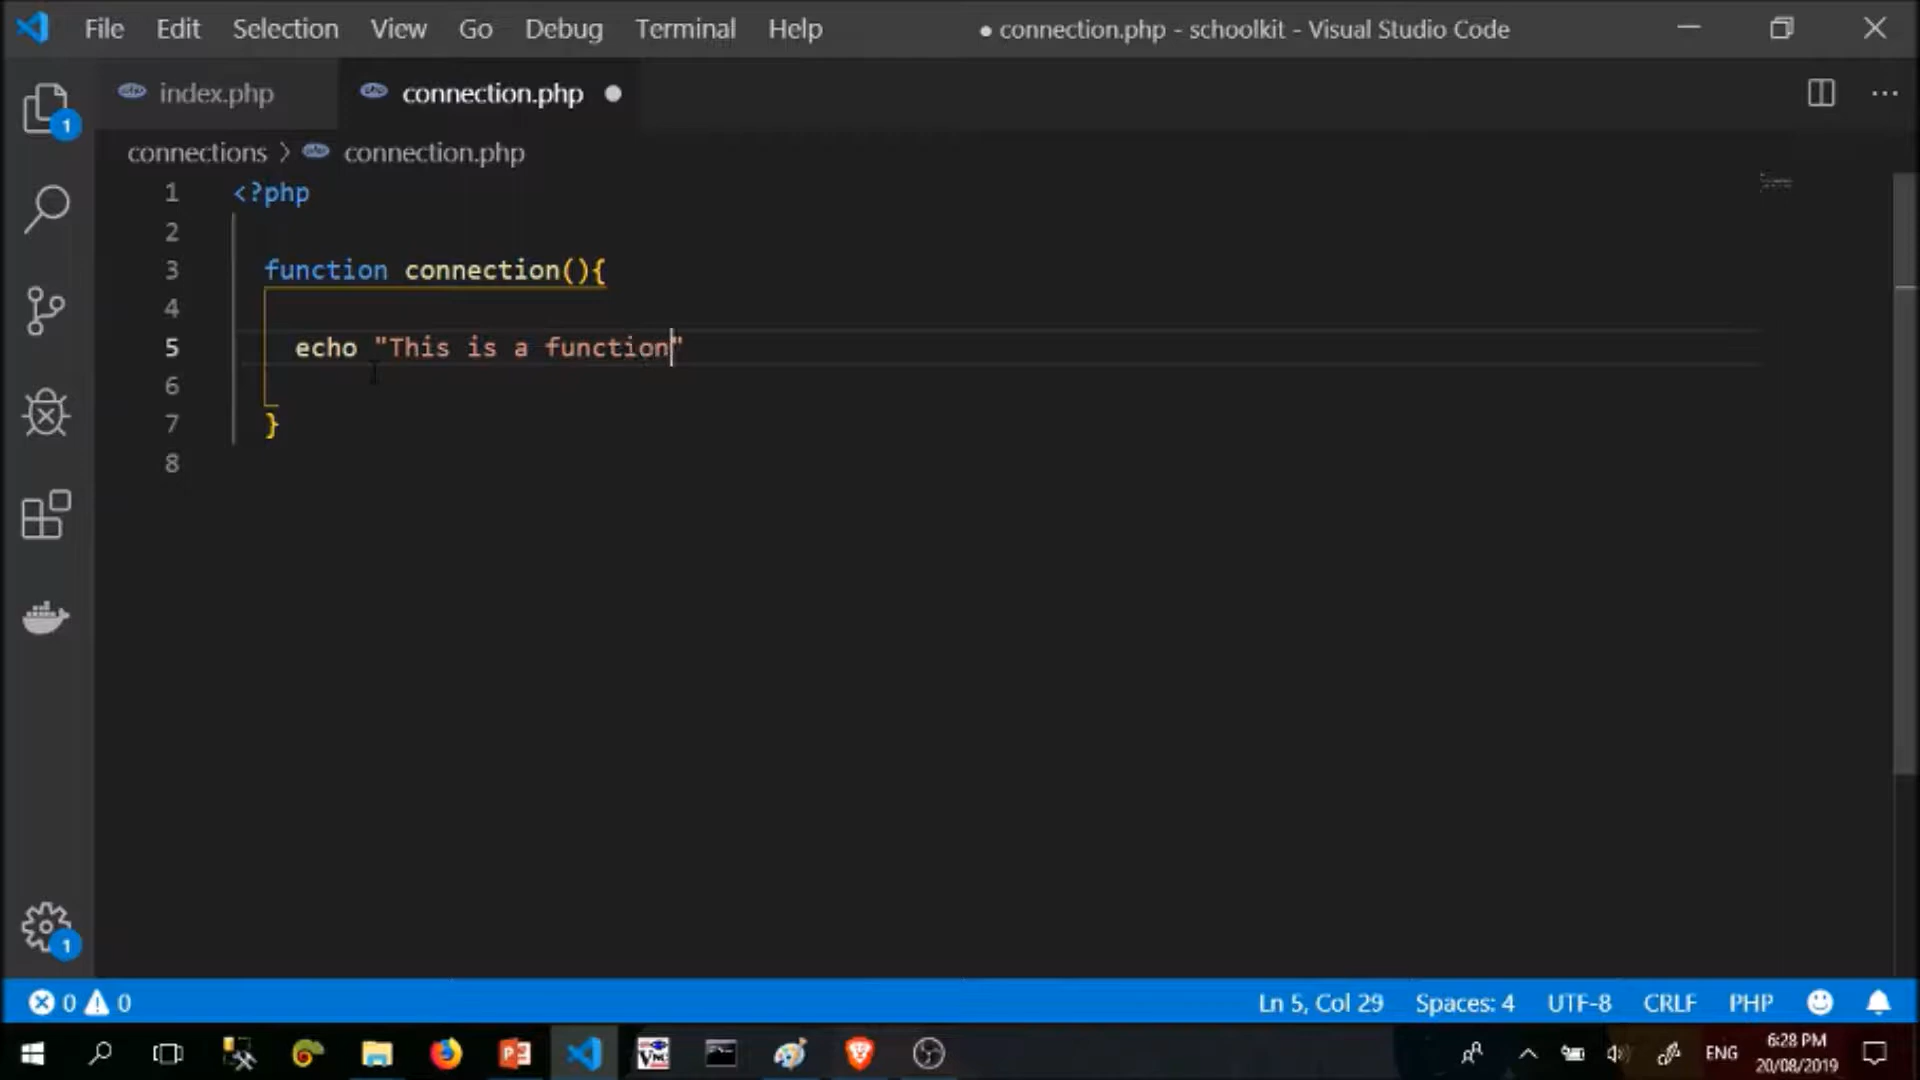 File Edit Selection View Go Debug Terminal Help ● connection.php - schoolkit - Visual Studio Code
index.php connection.php ●
1
connections > connection.php
1 <?php
2
3 function connection(){
4
5 echo "This is a function"
6
7 }
8
1
0 0 Ln 5, Col 29 Spaces: 4 UTF-8 CRLF PHP
ENG 6:28 PM
20/08/2019